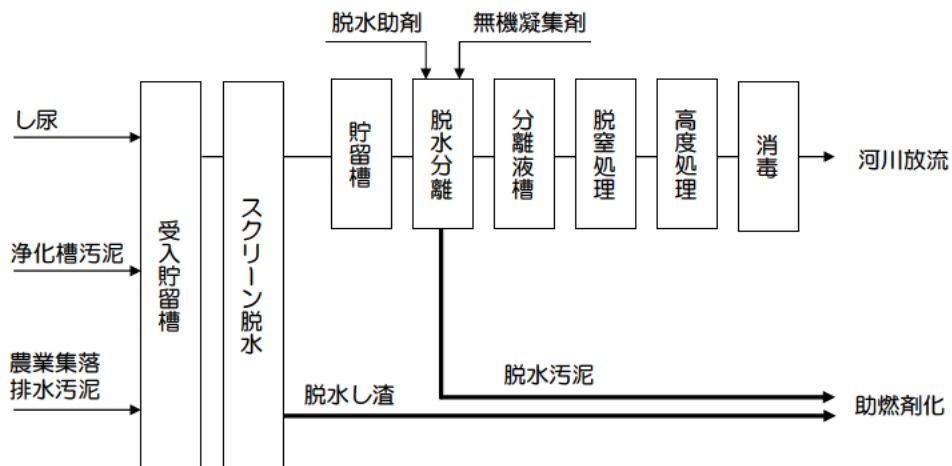 脱水助剤
無機凝集剤
し尿
浄化槽汚泥
農業集落
排水汚泥
受入貯留槽
スクリーン脱水
貯留槽
脱水分離
分離液槽
脱窒処理
高度処理
消毒
河川放流
脱水汚泥
脱水し渣
助燃剤化